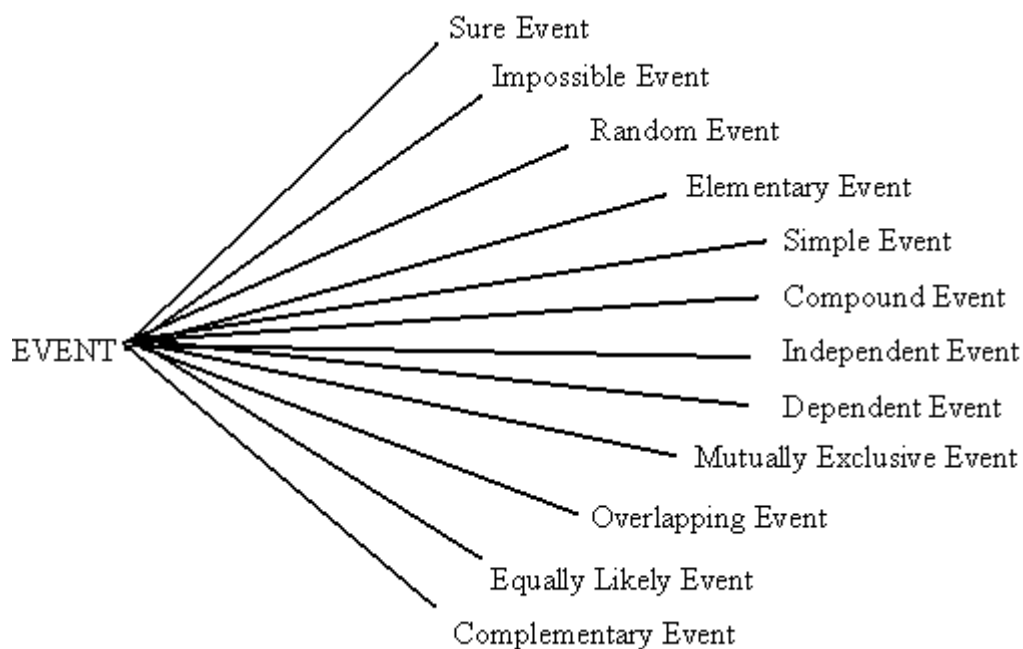 Sure Event
Impossible Event
Random Event
Elementary Event
Simple Event
Compound Event
EVENT
Independent Event
Dependent Event
Mutually Exclusive Event
Overlapping Event
Equally Likely Event
Complementary Event